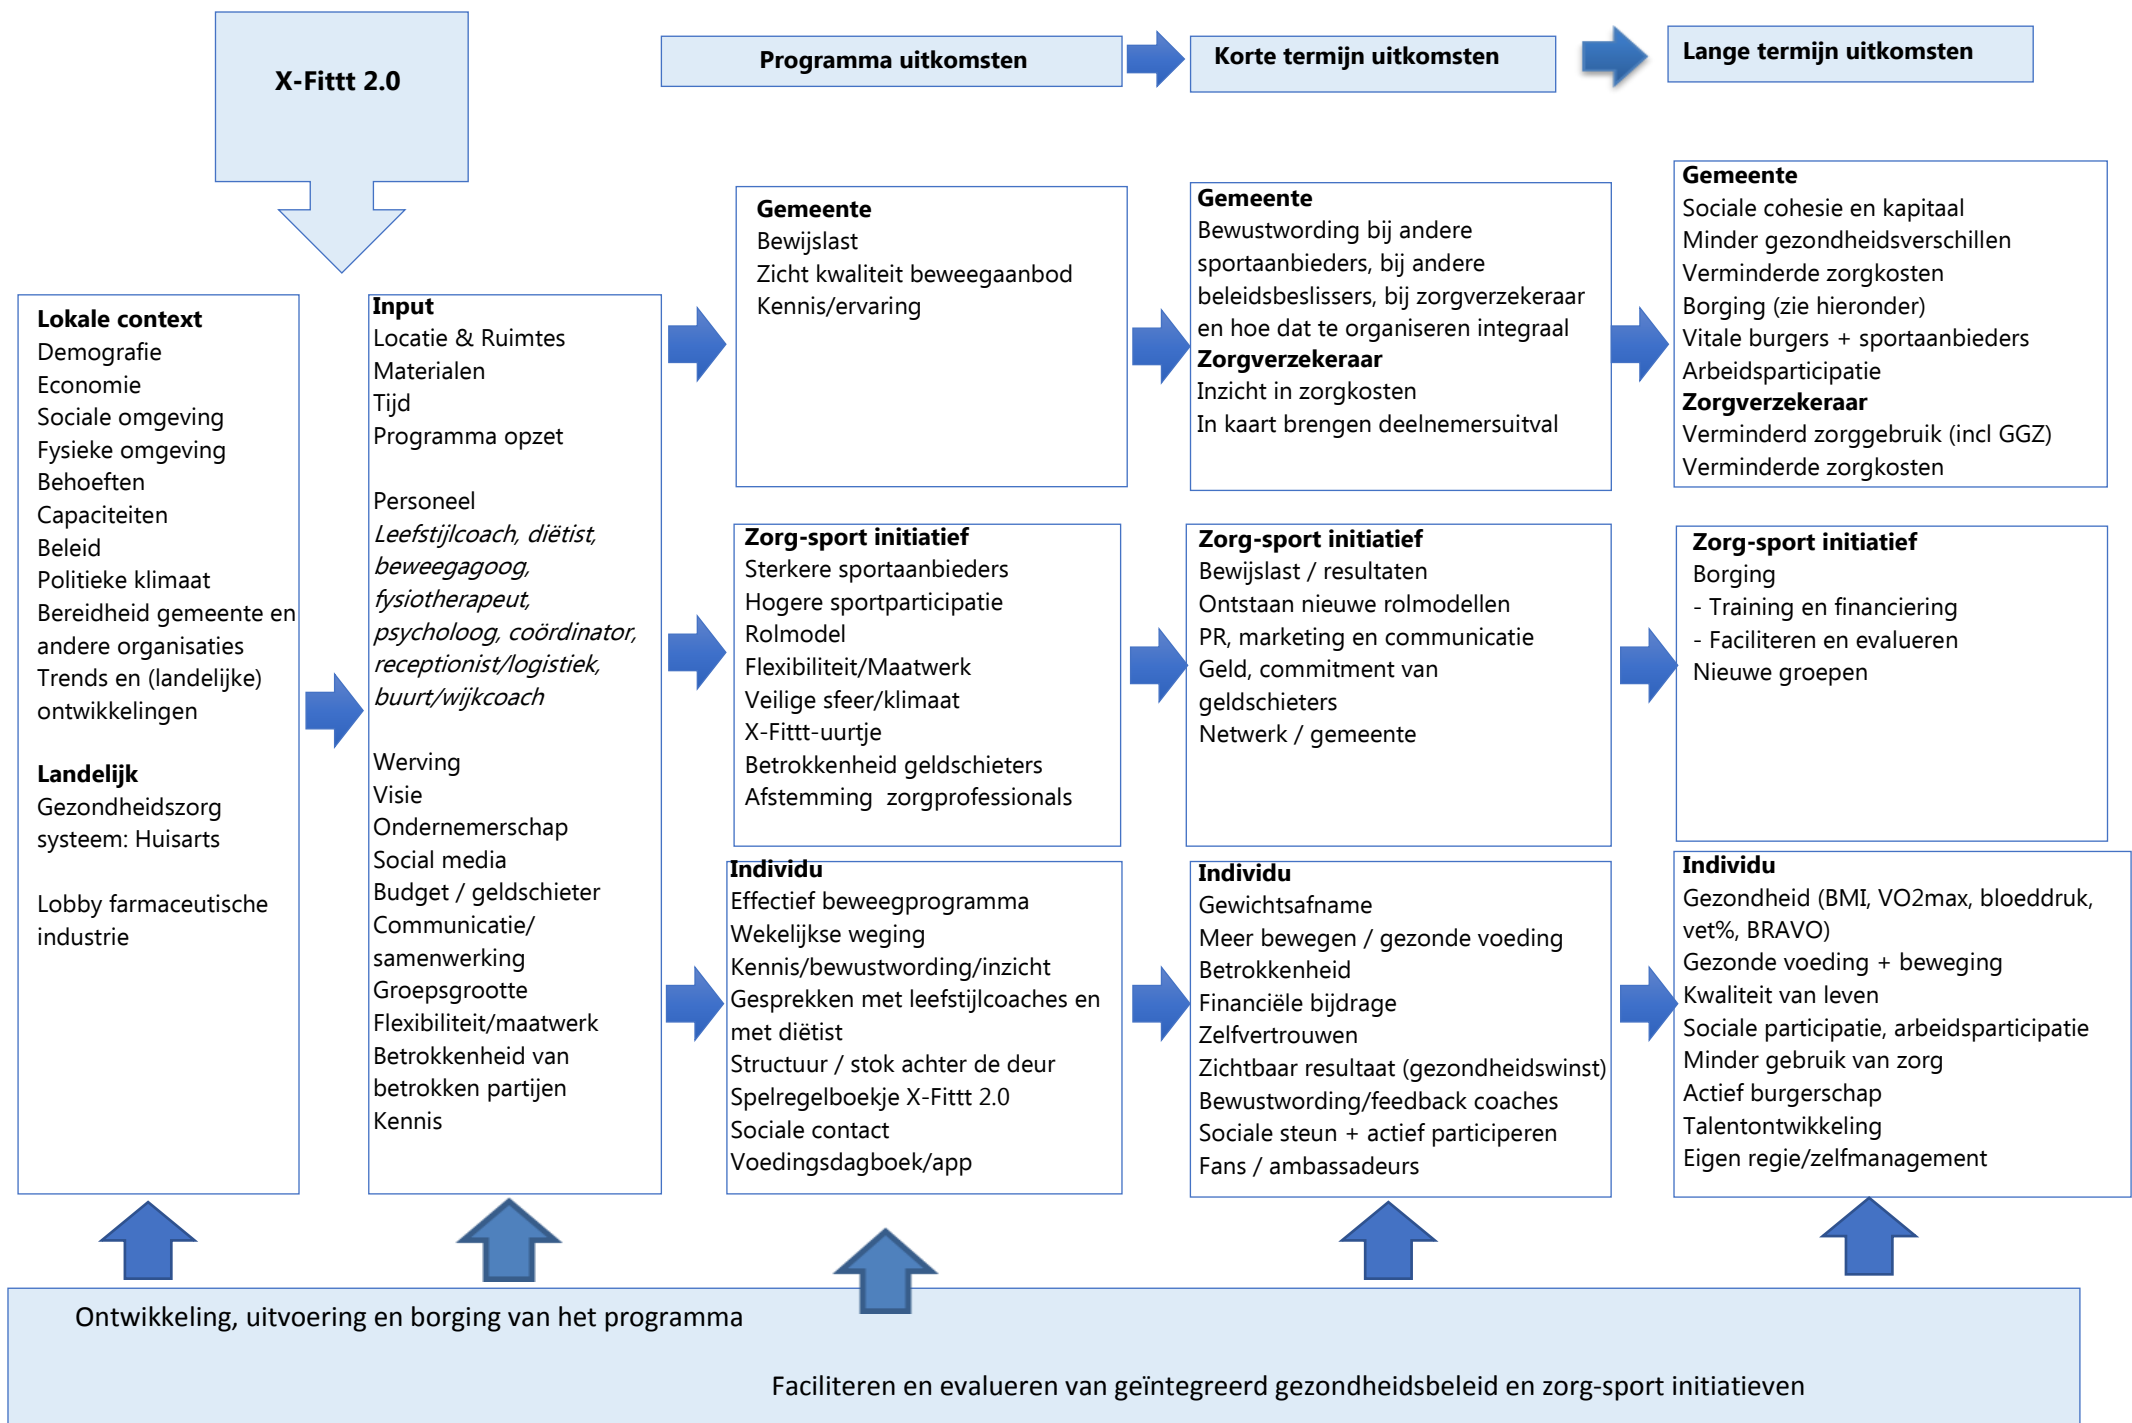 X-Fittt 2.0
Programma uitkomsten
Korte termijn uitkomsten
Lange termijn uitkomsten
Lokale context
Demografie
Economie
Sociale omgeving
Fysieke omgeving
Behoeften
Capaciteiten
Beleid
Politieke klimaat
Bereidheid gemeente en
andere organisaties
Trends en (landelijke)
ontwikkelingen
Landelijk
Gezondheidszorg
systeem: Huisarts
Lobby farmaceutische
industrie
Input
Locatie & Ruimtes
Materialen
Tijd
Programma opzet
Personeel
Leefstijlcoach, diëtist,
beweegagoog,
fysiotherapeut,
psycholoog, coördinator,
receptionist/logistiek,
buurt/wijkcoach
Werving
Visie
Ondernemerschap
Social media
Budget / geldschieter
Communicatie/
samenwerking
Groepsgrootte
Flexibiliteit/maatwerk
Betrokkenheid van
betrokken partijen
Kennis
Gemeente
Bewijslast
Zicht kwaliteit beweegaanbod
Kennis/ervaring
Gemeente
Bewustwording bij andere
sportaanbieders, bij andere
beleidsbeslissers, bij zorgverzekeraar
en hoe dat te organiseren integraal
Zorgverzekeraar
Inzicht in zorgkosten
In kaart brengen deelnemersuitval
Gemeente
Sociale cohesie en kapitaal
Minder gezondheidsverschillen
Verminderde zorgkosten
Borging (zie hieronder)
Vitale burgers + sportaanbieders
Arbeidsparticipatie
Zorgverzekeraar
Verminderd zorggebruik (incl GGZ)
Verminderde zorgkosten
Zorg-sport initiatief
Sterkere sportaanbieders
Hogere sportparticipatie
Rolmodel
Flexibiliteit/Maatwerk
Veilige sfeer/klimaat
X-Fittt-uurtje
Betrokkenheid geldschieters
Afstemming  zorgprofessionals
Zorg-sport initiatief
Bewijslast / resultaten
Ontstaan nieuwe rolmodellen
PR, marketing en communicatie
Geld, commitment van
geldschieters
Netwerk / gemeente
Zorg-sport initiatief
Borging
- Training en financiering
- Faciliteren en evalueren
Nieuwe groepen
Individu
Effectief beweegprogramma
Wekelijkse weging
Kennis/bewustwording/inzicht
Gesprekken met leefstijlcoaches en
met diëtist
Structuur / stok achter de deur
Spelregelboekje X-Fittt 2.0
Sociale contact
Voedingsdagboek/app
Individu
Gewichtsafname
Meer bewegen / gezonde voeding
Betrokkenheid
Financiële bijdrage
Zelfvertrouwen
Zichtbaar resultaat (gezondheidswinst)
Bewustwording/feedback coaches
Sociale steun + actief participeren
Fans / ambassadeurs
Individu
Gezondheid (BMI, VO2max, bloeddruk,
vet%, BRAVO)
Gezonde voeding + beweging
Kwaliteit van leven
Sociale participatie, arbeidsparticipatie
Minder gebruik van zorg
Actief burgerschap
Talentontwikkeling
Eigen regie/zelfmanagement
Ontwikkeling, uitvoering en borging van het programma
Faciliteren en evalueren van geïntegreerd gezondheidsbeleid en zorg-sport initiatieven